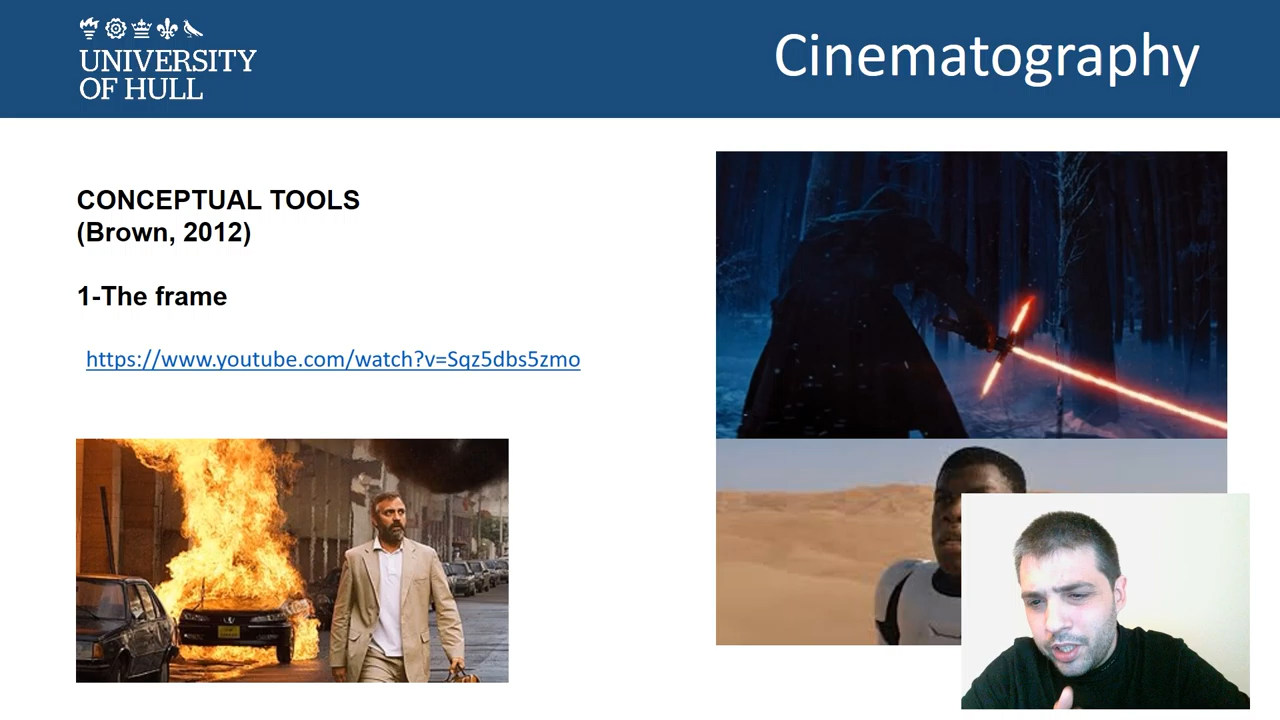 UNIVERSITY
OF HULL
Cinematography
CONCEPTUAL TOOLS
(Brown, 2012)
1-The frame
https://www.youtube.com/watch?v=Sqz5dbs5zmo